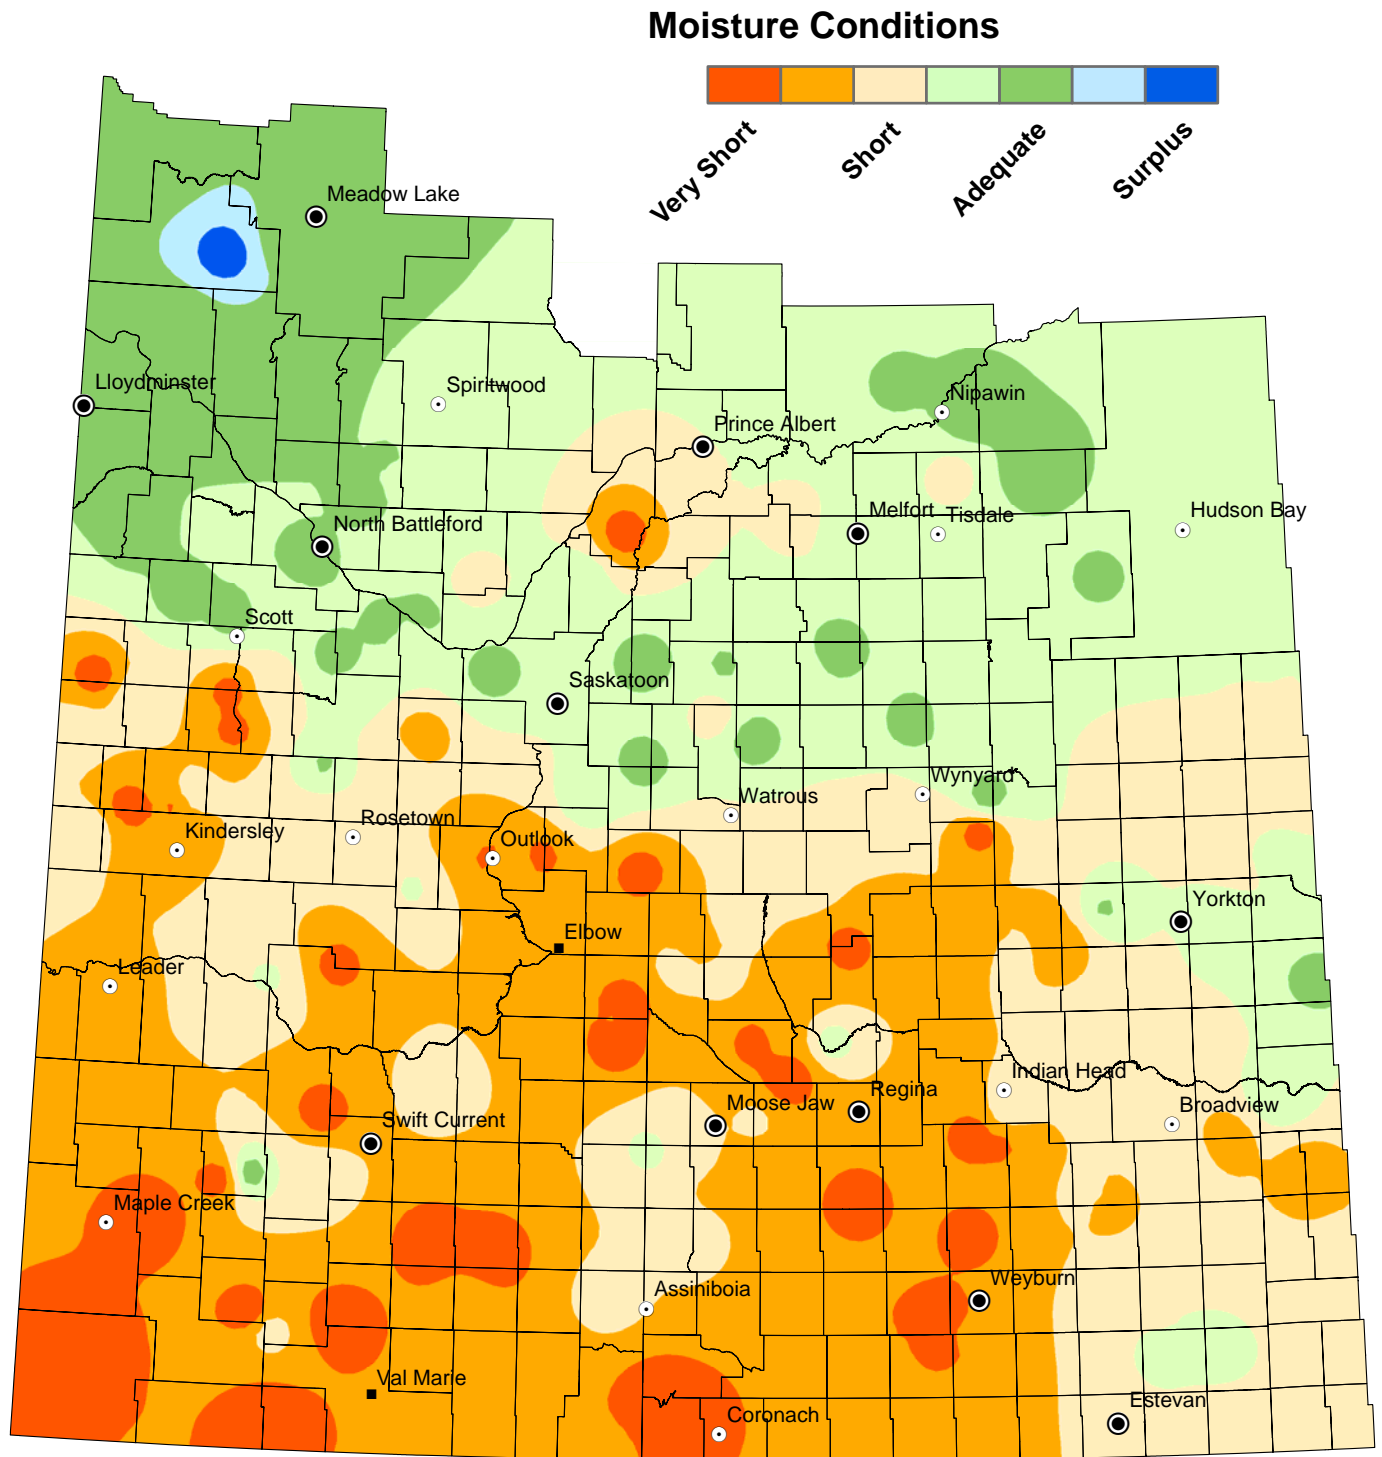 Moisture Conditions
Very Short
Short
Adequate
Surplus
Meadow Lake
Lloydminster
Spiritwood
Nipawin
Prince Albert
Hudson Bay
Melfort
Tisdale
North Battleford
Scott
Saskatoon
Wynyard
Watrous
Rosetown
Kindersley
Outlook
Yorkton
Elbow
Leader
Indian Head
Regina
Moose Jaw
Broadview
Swift Current
Maple Creek
Weyburn
Assiniboia
Val Marie
Estevan
Coronach